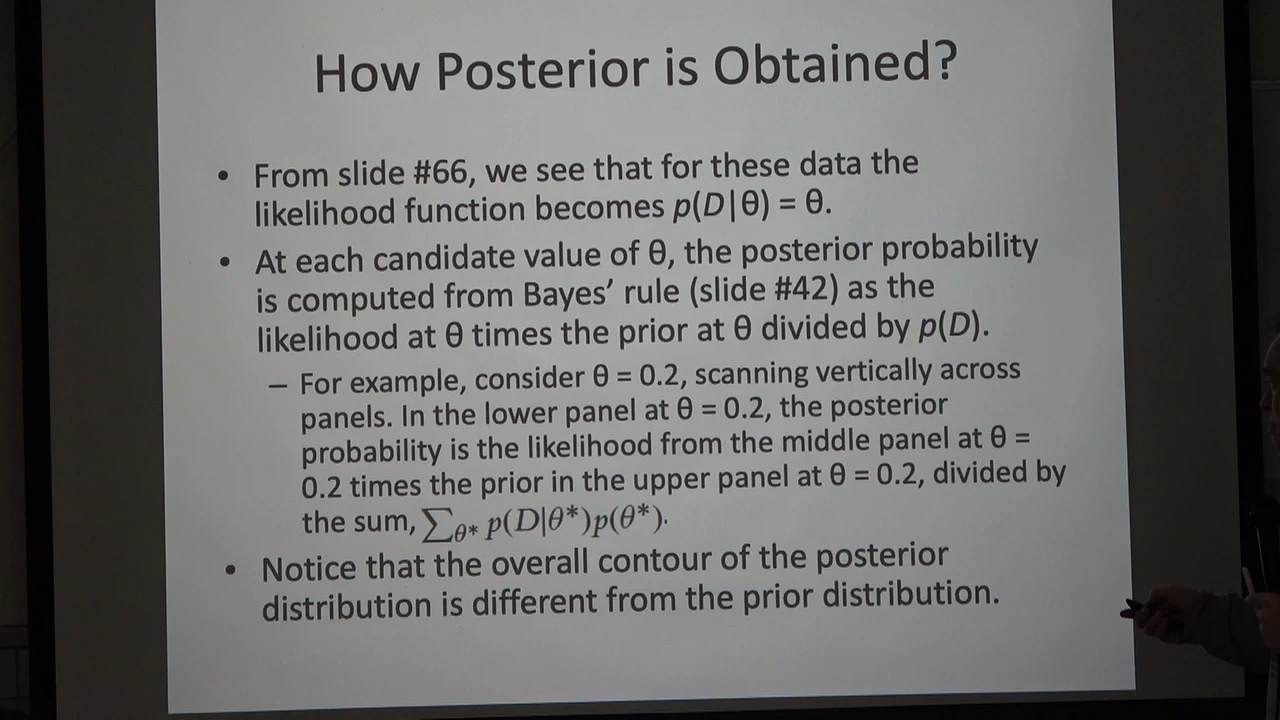 How Posterior is Obtained?
• From slide #66, we see that for these data the
likelihood function becomes p(D|θ) = θ.
• At each candidate value of θ, the posterior probability
is computed from Bayes’ rule (slide #42) as the
likelihood at θ times the prior at θ divided by p(D).
– For example, consider θ = 0.2, scanning vertically across
panels. In the lower panel at θ = 0.2, the posterior
probability is the likelihood from the middle panel at θ =
0.2 times the prior in the upper panel at θ = 0.2, divided by
the sum, ∑θ* p(D|θ*)p(θ*).
• Notice that the overall contour of the posterior
distribution is different from the prior distribution.